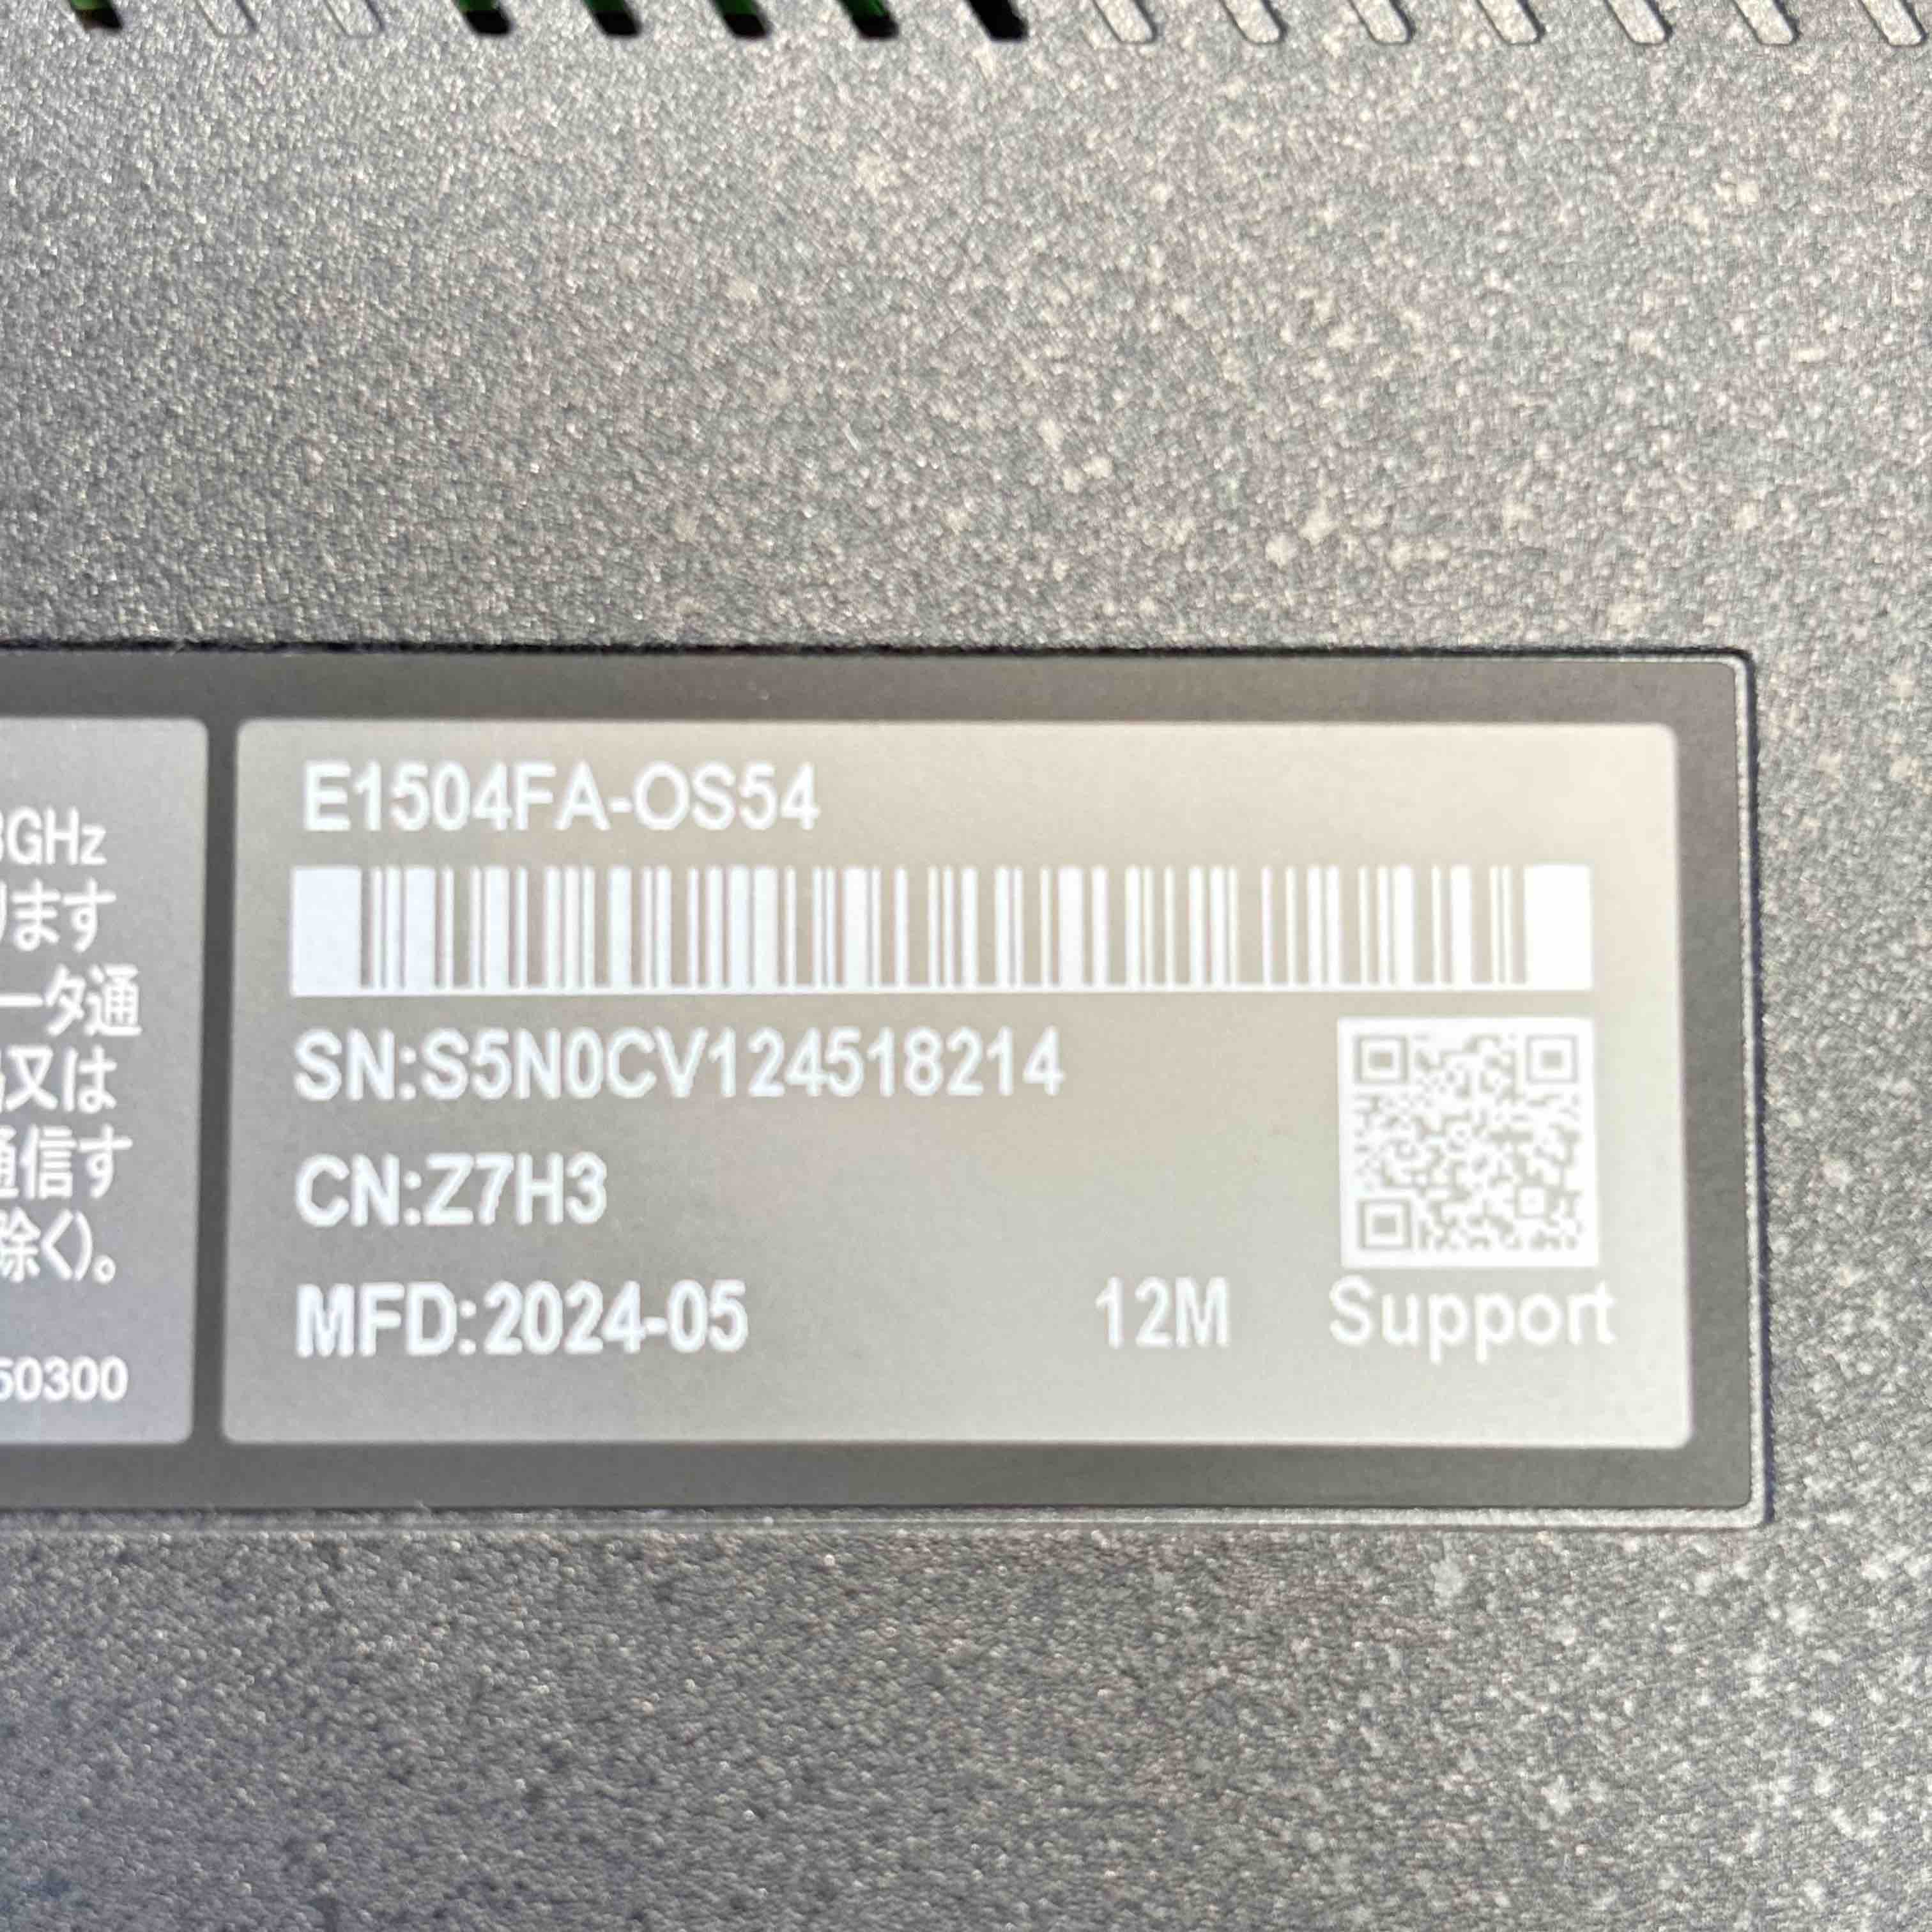 3GHz
ります
ータ通
又は
通信す
除く)。
50300
E1504FA-OS54
SN:S5N0CV124518214
CN:Z7H3
MFD:2024-05
12M
Support